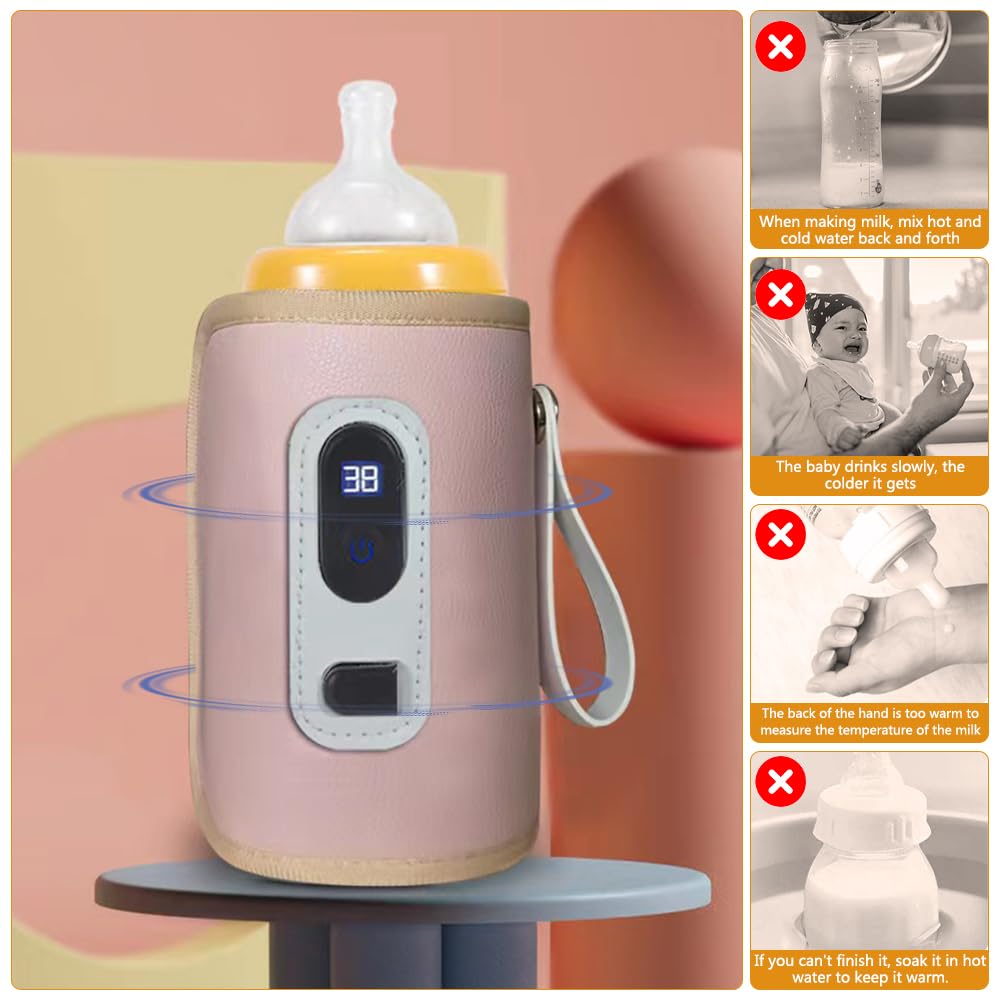 38
When making milk, mix hot and
cold water back and forth
The baby drinks slowly, the
colder it gets
The back of the hand is too warm to
measure the temperature of the milk
If you can't finish it, soak it in hot
water to keep it warm.